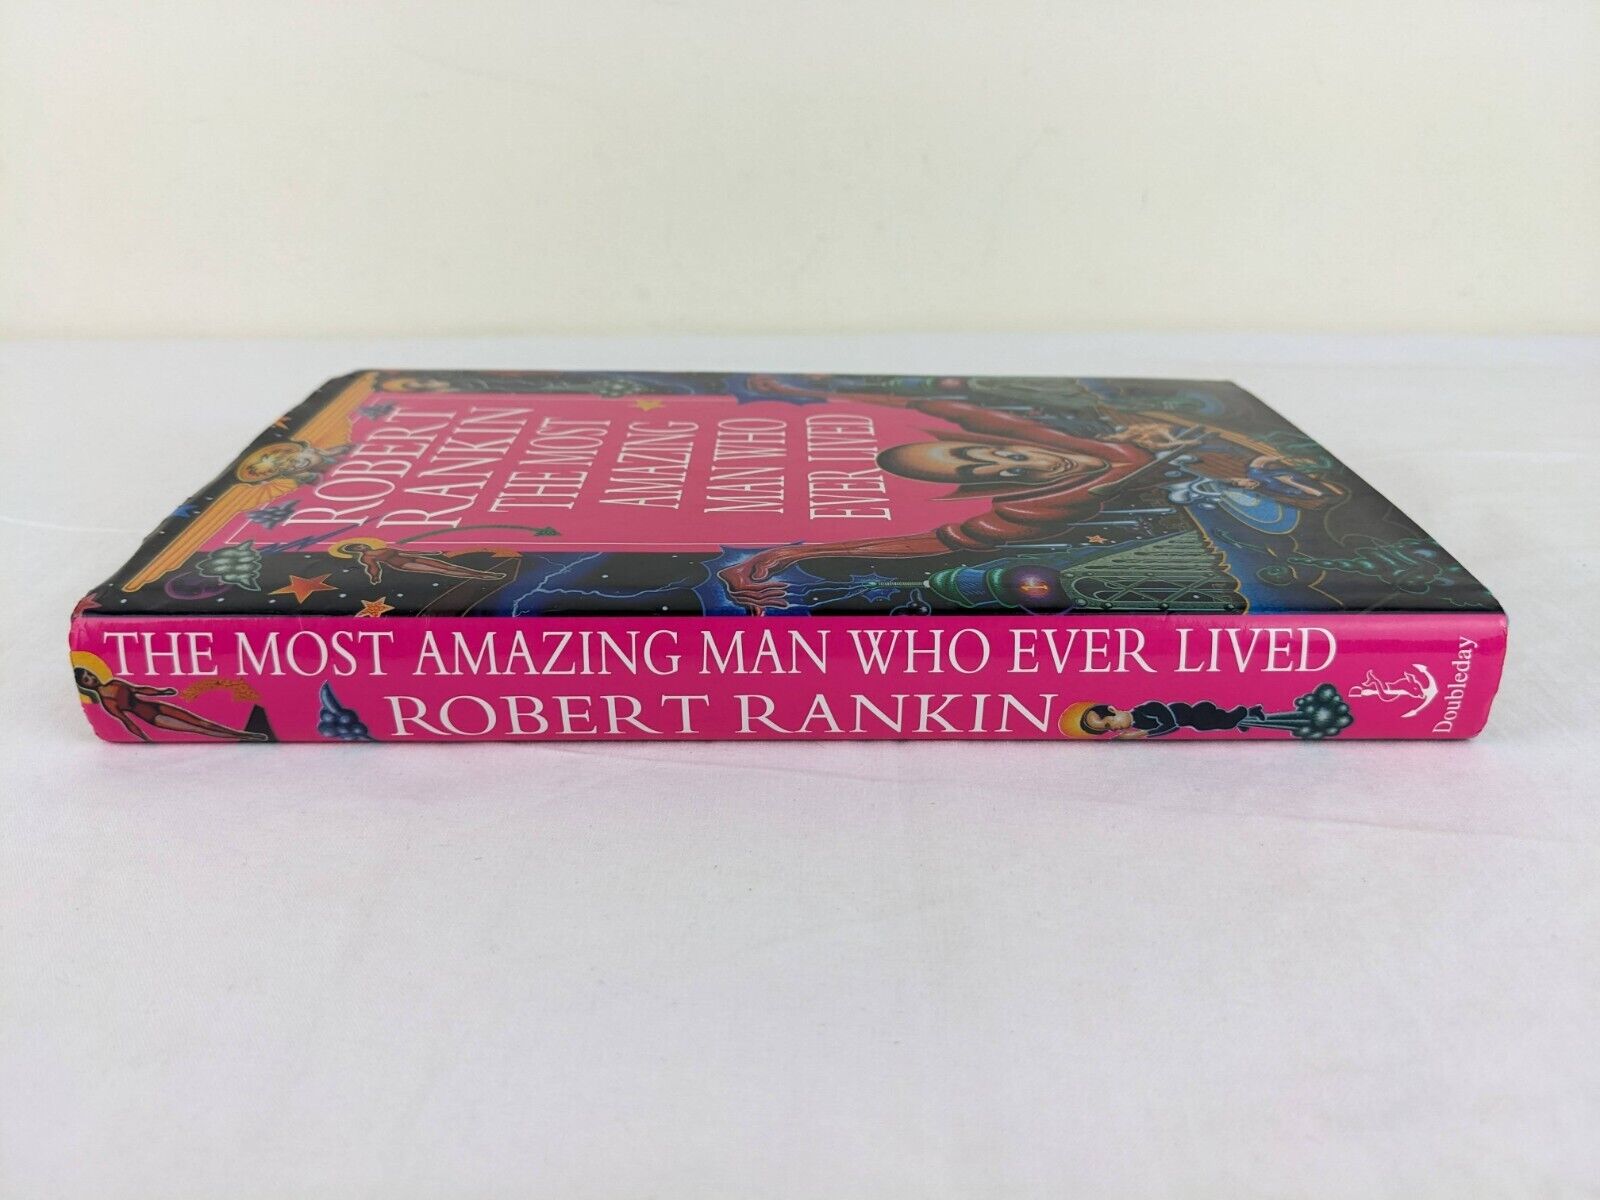 ROBERT
RANKIN
THE MOST
AMAZING
MAN WHO
EVER LIVED
THE MOST AMAZING MAN WHO EVER LIVED
ROBERT RANKIN
D
Doubleday